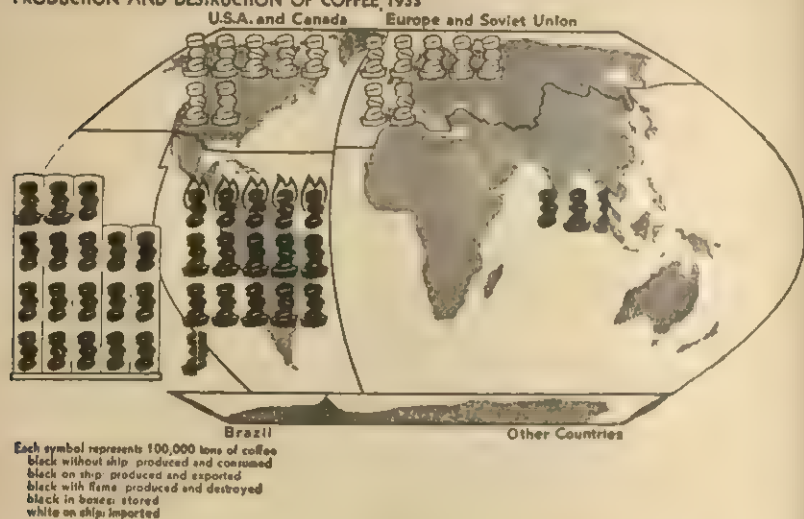 PRODUCTION AND DESTRUCTION OF COFFEE, 1933
U.S.A. and Canada Europe and Soviet Union
Brazil Other Countries
Each symbol represents 100,000 tons of coffee
black without ship: produced and consumed
black on ship: produced and exported
black with flame: produced and destroyed
black in boxes: stored
white on ship: imported